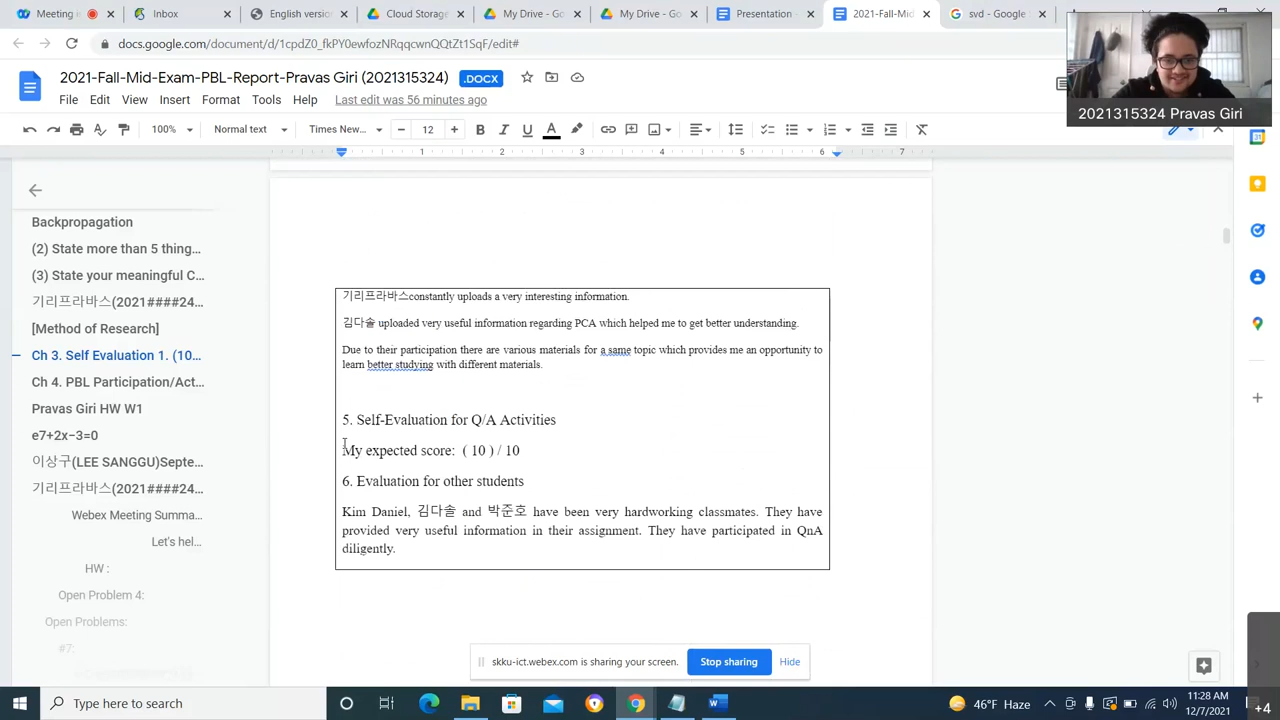 Webex Meeting
Inbox
English version
Cloud Storage
My Drive - Go
My Drive - Go
Presentation
2021-Fall-Mid
svd - Google
docs.google.com/document/d/1cpdZ0_fkPY0ewfozNRqqcwnQQtZt1SqF/edit#
2021-Fall-Mid-Exam-PBL-Report-Pravas Giri (2021315324)
.DOCX
2021315324 Pravas Giri
File Edit View Insert Format Tools Help Last edit was 56 minutes ago
100% Normal text Times New... 12
1 2 3 4 5 6 7
Backpropagation
(2) State more than 5 thing...
(3) State your meaningful C...
기리프라바스(2021####24...
[Method of Research]
Ch 3. Self Evaluation 1. (10...
Ch 4. PBL Participation/Act...
Pravas Giri HW W1
e7+2x−3=0
이상구(LEE SANGGU)Septe...
기리프라바스(2021####24...
Webex Meeting Summa...
Let's hel...
HW :
Open Problem 4:
Open Problems:
#7:
기리프라바스constantly uploads a very interesting information.
김다솔 uploaded very useful information regarding PCA which helped me to get better understanding.
Due to their participation there are various materials for a same topic which provides me an opportunity to
learn better studying with different materials.
5. Self-Evaluation for Q/A Activities
My expected score: ( 10 ) / 10
6. Evaluation for other students
Kim Daniel, 김다솔 and 박준호 have been very hardworking classmates. They have
provided very useful information in their assignment. They have participated in QnA
diligently.
skku-ict.webex.com is sharing your screen.
Stop sharing
Hide
Type here to search
46°F Haze
11:28 AM
12/7/2021
+4